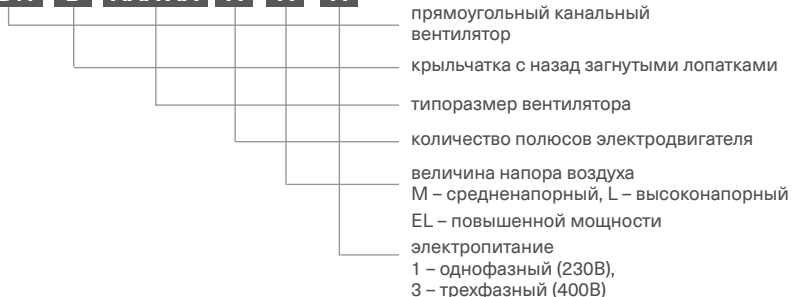 прямоугольный канальный
вентилятор
крыльчатка с назад загнутыми лопатками
типоразмер вентилятора
количество полюсов электродвигателя
величина напора воздуха
M – средненапорный, L – высоконапорный
EL – повышенной мощности
электропитание
1 – однофазный (230В),
3 – трехфазный (400В)